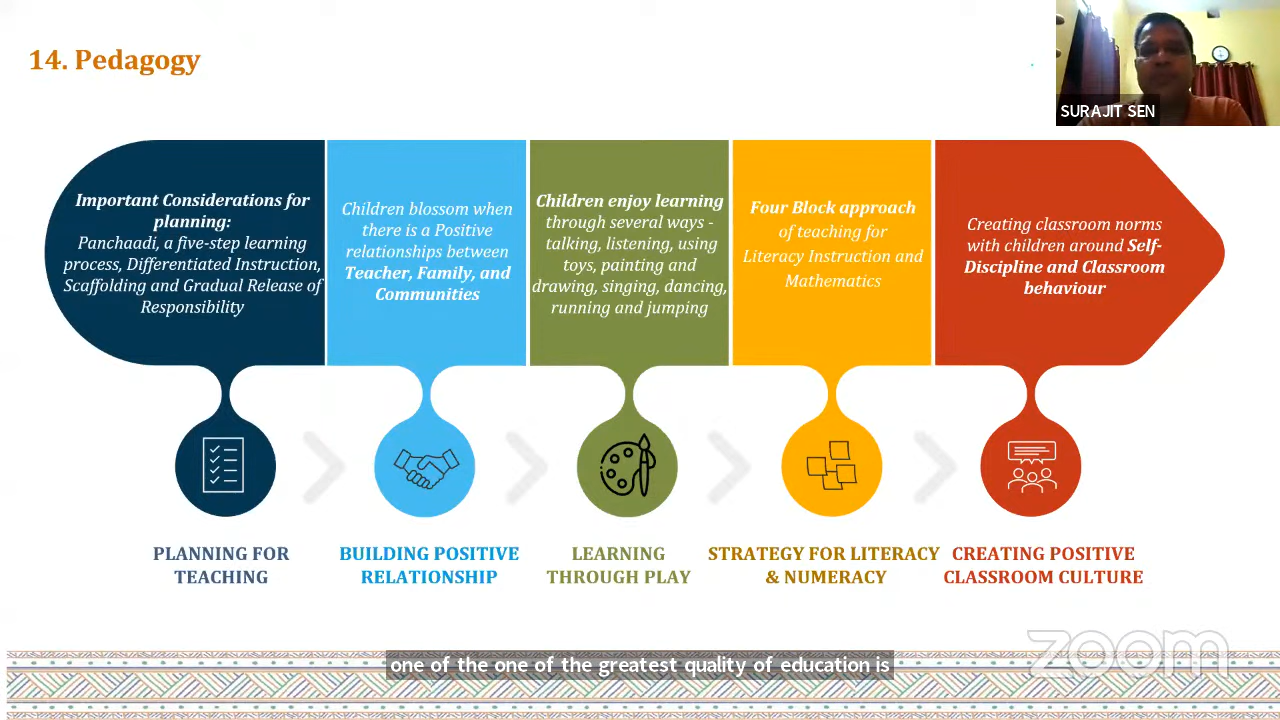 14. Pedagogy
SURAJIT SEN
Important Considerations for
planning:
Panchaadi, a five-step learning
process, Differentiated Instruction,
Scaffolding and Gradual Release of
Responsibility
Children blossom when
there is a Positive
relationships between
Teacher, Family, and
Communities
Children enjoy learning
through several ways -
talking, listening, using
toys, painting and
drawing, singing, dancing,
running and jumping
Four Block approach
of teaching for
Literacy Instruction and
Mathematics
Creating classroom norms
with children around Self-
Discipline and Classroom
behaviour
PLANNING FOR
TEACHING
BUILDING POSITIVE
RELATIONSHIP
LEARNING
THROUGH PLAY
STRATEGY FOR LITERACY
& NUMERACY
CREATING POSITIVE
CLASSROOM CULTURE
zoom
one of the one of the greatest quality of education is